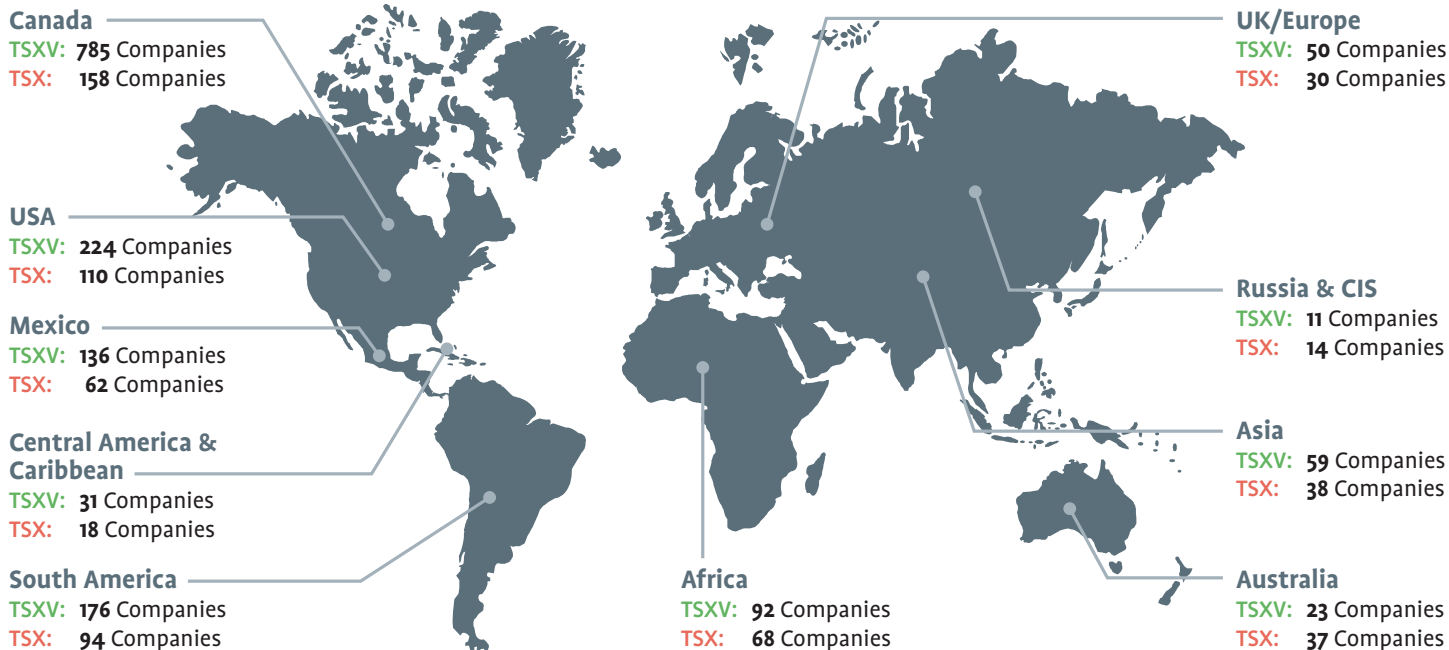 Canada
TSXV: 785 Companies
TSX: 158 Companies
USA
TSXV: 224 Companies
TSX: 110 Companies
Mexico
TSXV: 136 Companies
TSX: 62 Companies
Central America &
Caribbean
TSXV: 31 Companies
TSX: 18 Companies
South America
TSXV: 176 Companies
TSX: 94 Companies
Africa
TSXV: 92 Companies
TSX: 68 Companies
UK/Europe
TSXV: 50 Companies
TSX: 30 Companies
Russia & CIS
TSXV: 11 Companies
TSX: 14 Companies
Asia
TSXV: 59 Companies
TSX: 38 Companies
Australia
TSXV: 23 Companies
TSX: 37 Companies